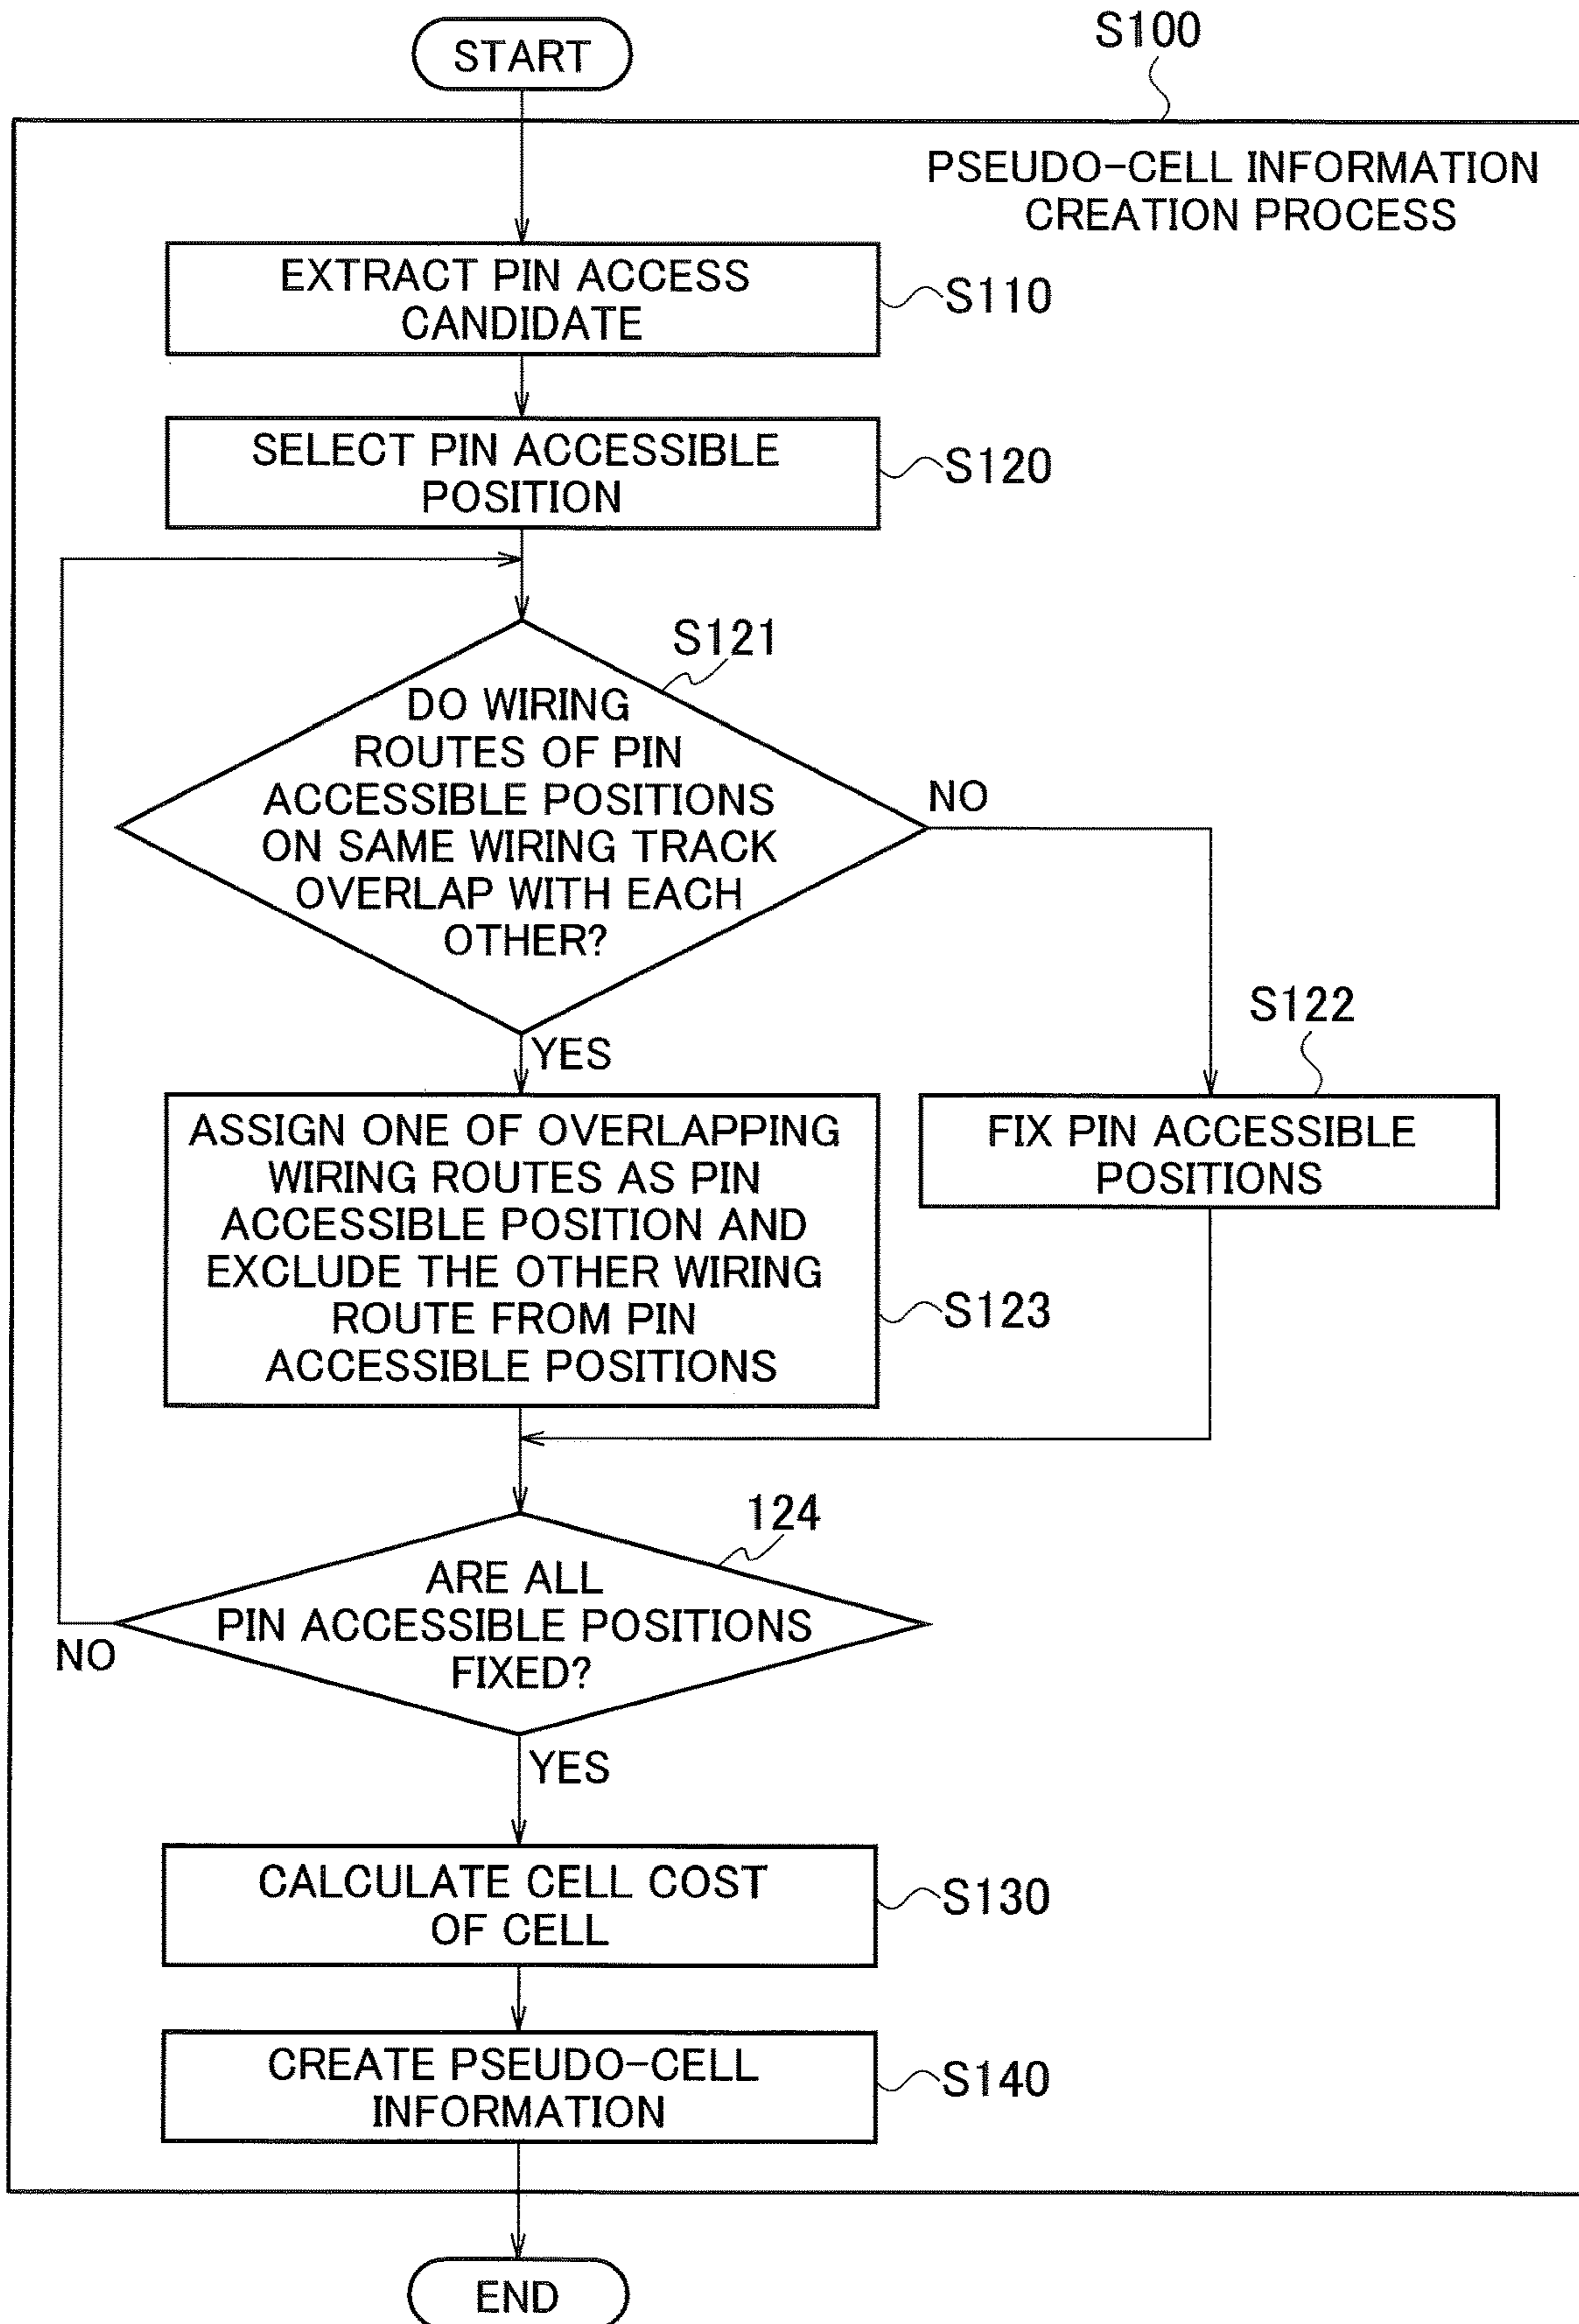 START
S100
PSEUDO-CELL INFORMATION
CREATION PROCESS
EXTRACT PIN ACCESS
CANDIDATE
S110
SELECT PIN ACCESSIBLE
POSITION
S120
S121
DO WIRING
ROUTES OF PIN
ACCESSIBLE POSITIONS
ON SAME WIRING TRACK
OVERLAP WITH EACH
OTHER?
NO
YES
S122
FIX PIN ACCESSIBLE
POSITIONS
ASSIGN ONE OF OVERLAPPING
WIRING ROUTES AS PIN
ACCESSIBLE POSITION AND
EXCLUDE THE OTHER WIRING
ROUTE FROM PIN
ACCESSIBLE POSITIONS
S123
124
ARE ALL
PIN ACCESSIBLE POSITIONS
FIXED?
NO
YES
CALCULATE CELL COST
OF CELL
S130
CREATE PSEUDO-CELL
INFORMATION
S140
END